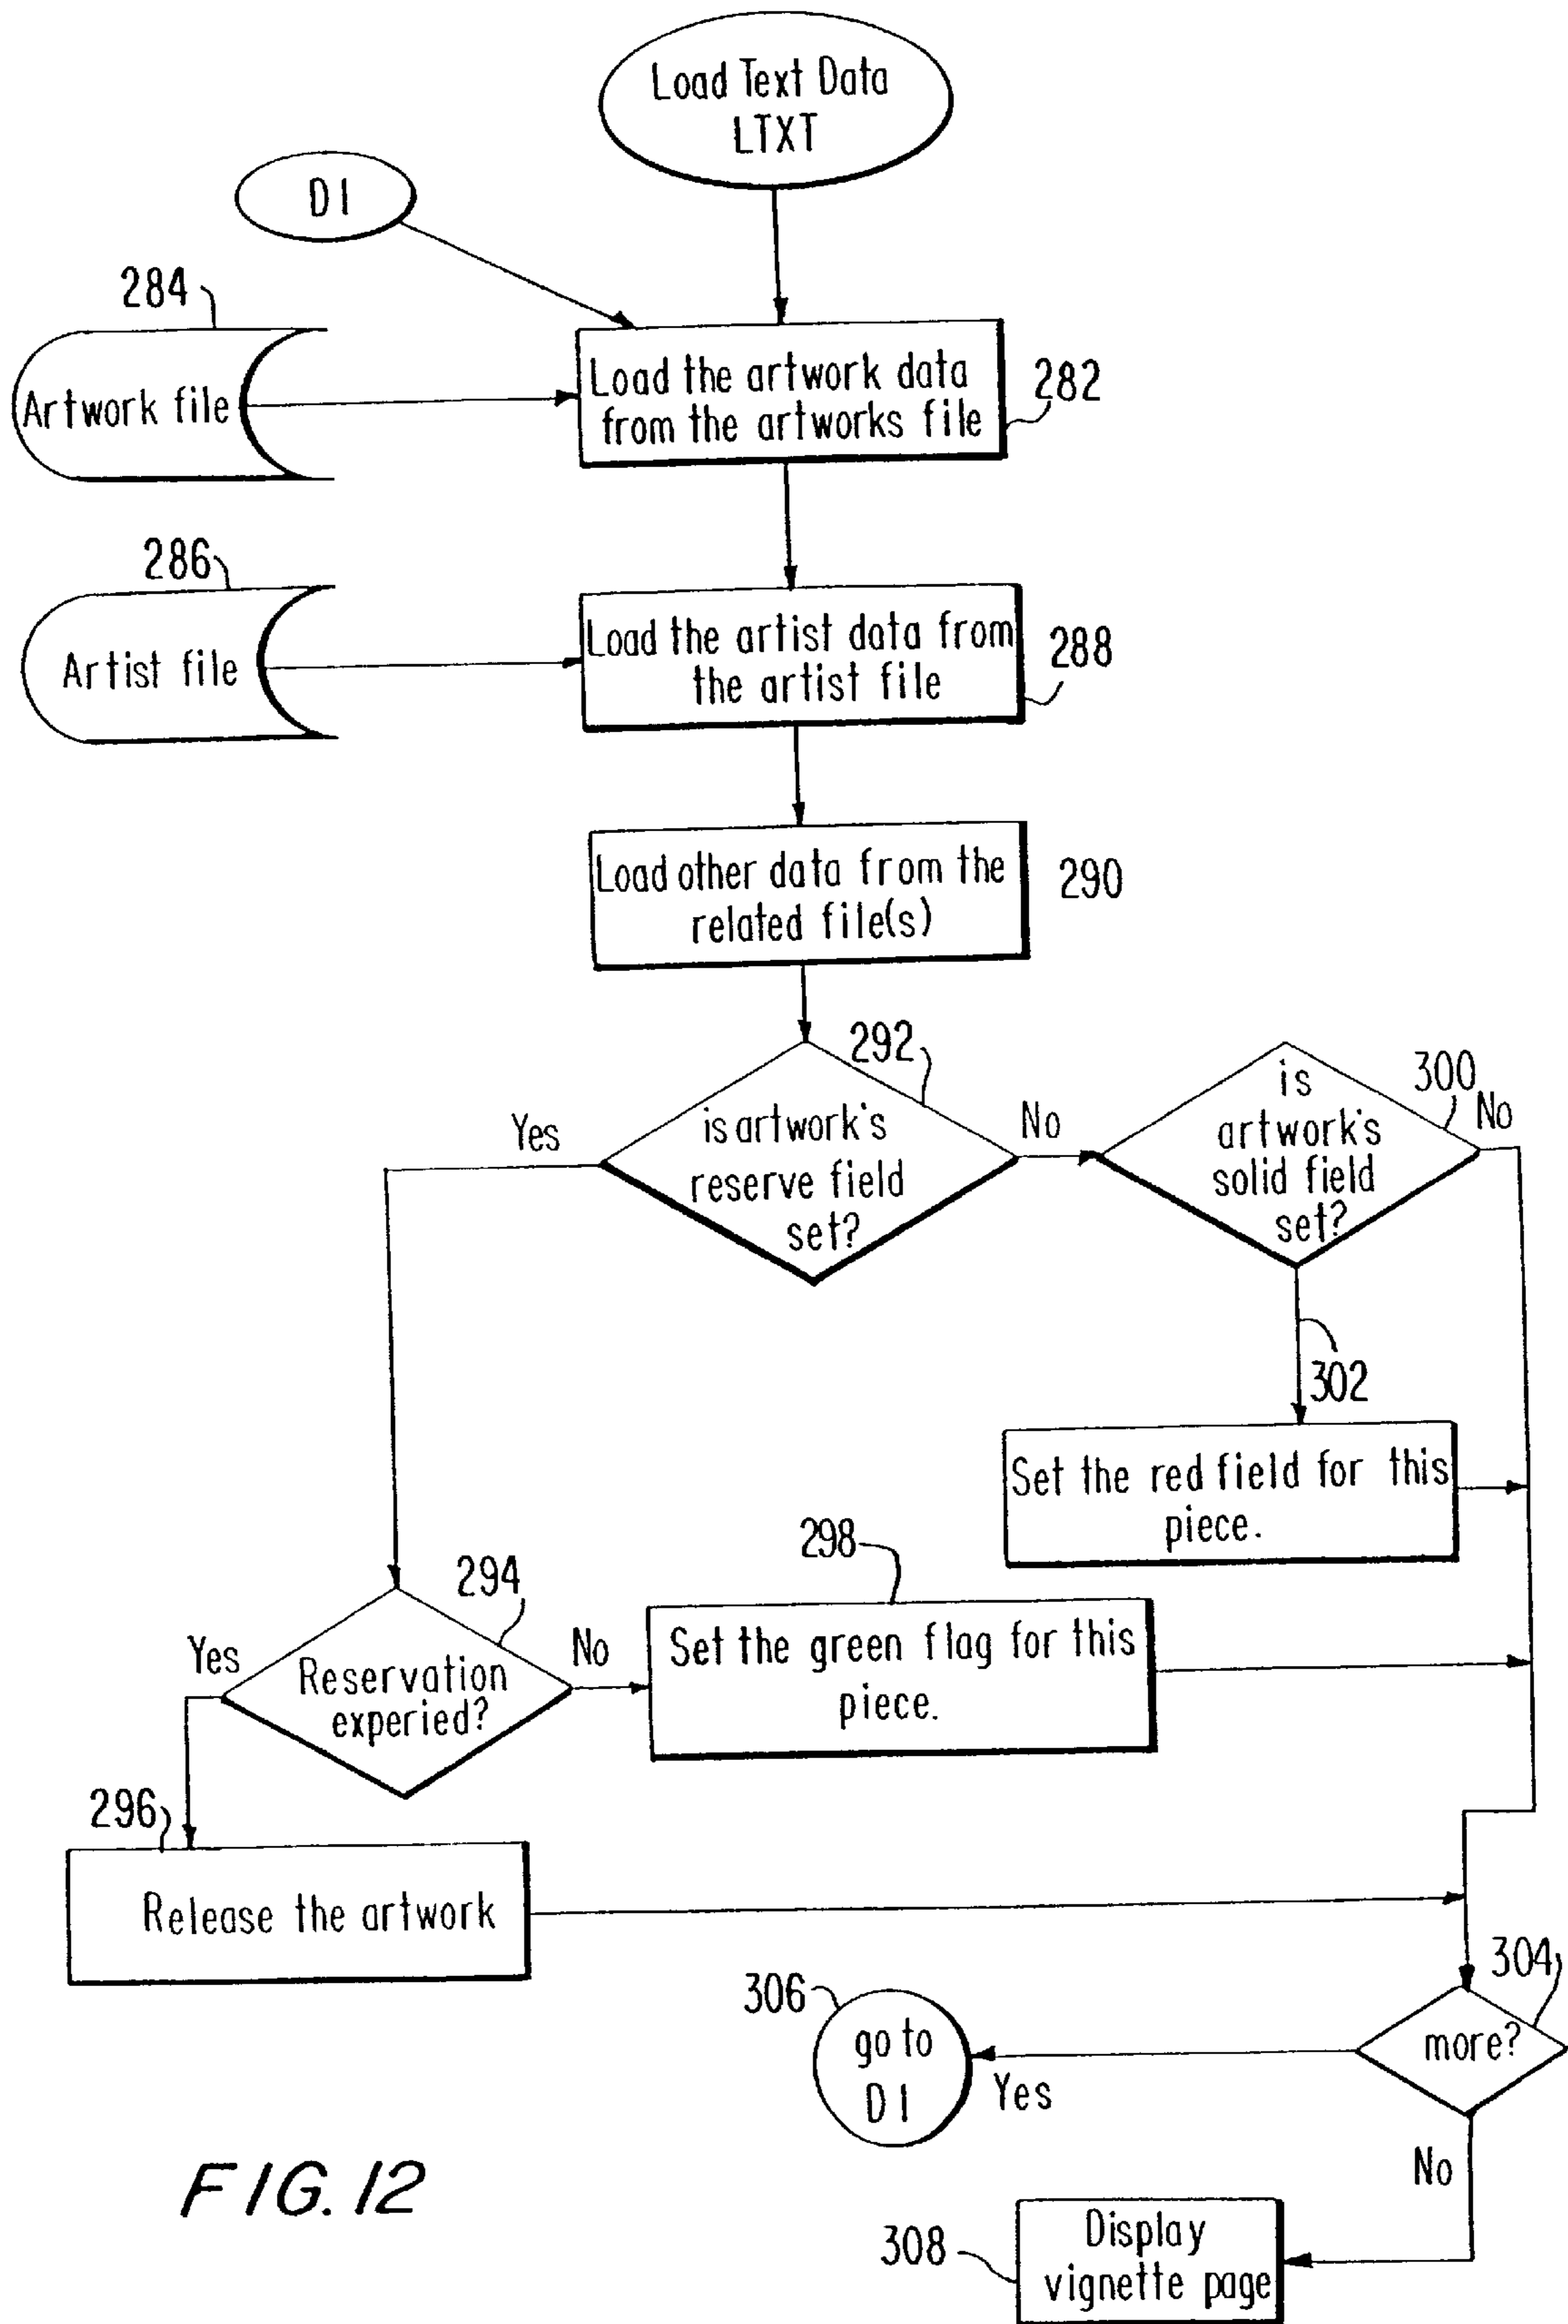 Load Text Data
LTXT
D1
284
Artwork file
Load the artwork data
from the artworks file
282
286
Artist file
Load the artist data from
the artist file
288
Load other data from the
related file(s)
290
292
Yes
is artwork's
reserve field
set?
No
300
is
artwork's
solid field
set?
No
302
Set the red field for this
piece.
294
Yes
Reservation
experied?
No
298
Set the green flag for this
piece.
296
Release the artwork
304
more?
306
go to
D1
Yes
No
308
Display
vignette page
FIG. 12